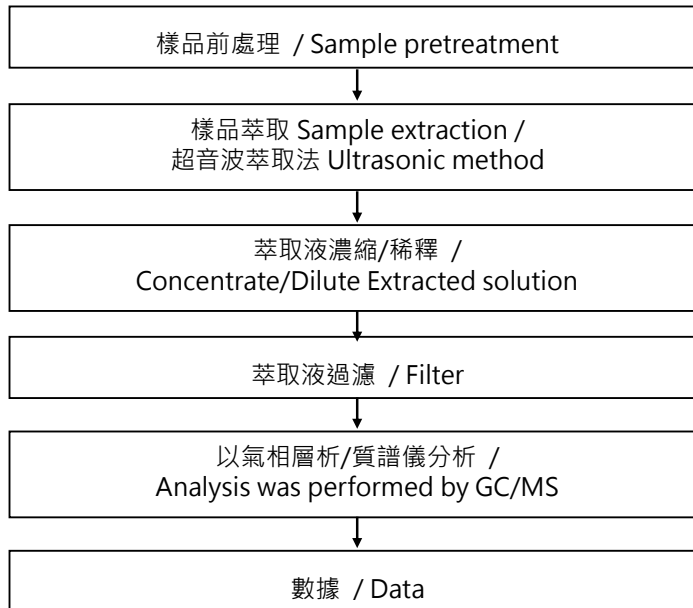 樣品前處理 / Sample pretreatment
樣品萃取 Sample extraction /
超音波萃取法 Ultrasonic method
萃取液濃縮/稀釋 /
Concentrate/Dilute Extracted solution
萃取液過濾 / Filter
以氣相層析/質譜儀分析 /
Analysis was performed by GC/MS
數據 / Data